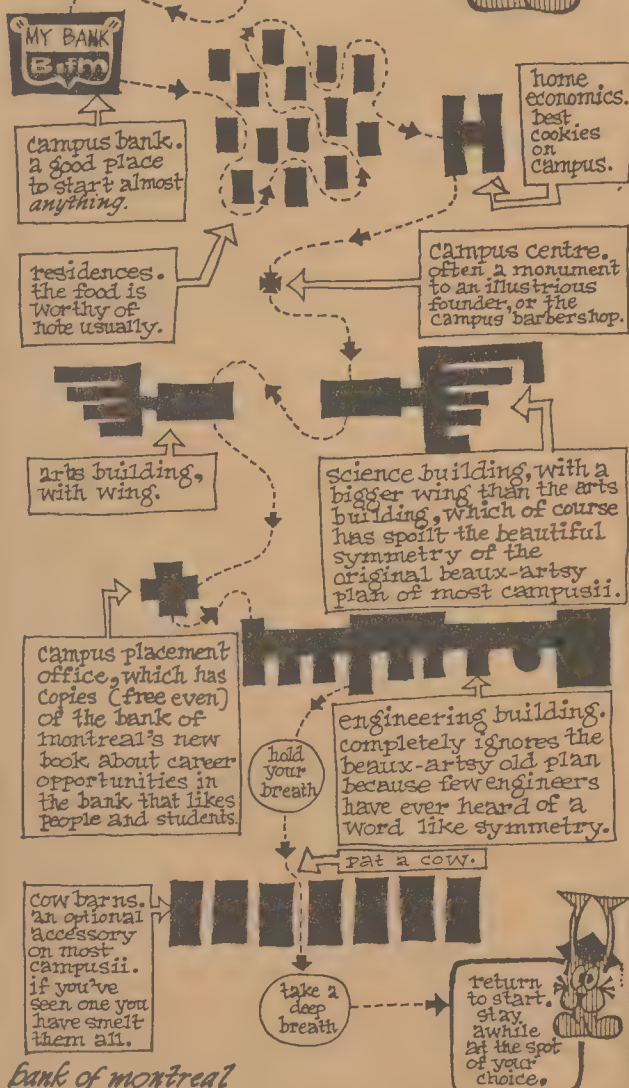 MY BANK
B of m
campus bank.
a good place
to start almost
anything.
home
economics.
best
cookies
on
campus.
residences.
the food is
worthy of
note usually.
campus centre.
often a monument
to an illustrious
founder, or the
campus barbershop.
arts building,
with wing.
science building, with a
bigger wing than the arts
building, which of course
has spoilt the beautiful
symmetry of the
original beaux-artsy
plan of most campusii.
campus placement
office, which has
copies (free even)
of the bank of
montreal's new
book about career
opportunities in
the bank that likes
people and students.
engineering building.
completely ignores the
beaux-artsy old plan
because few engineers
have ever heard of a
word like symmetry.
hold
your
breath
pat a cow.
cow barns.
an optional
accessory
on most
campusii.
if you've
seen one you
have smelt
them all.
take a
deep
breath
return
to start.
stay
awhile
at the spot
of your
choice.
bank of montreal